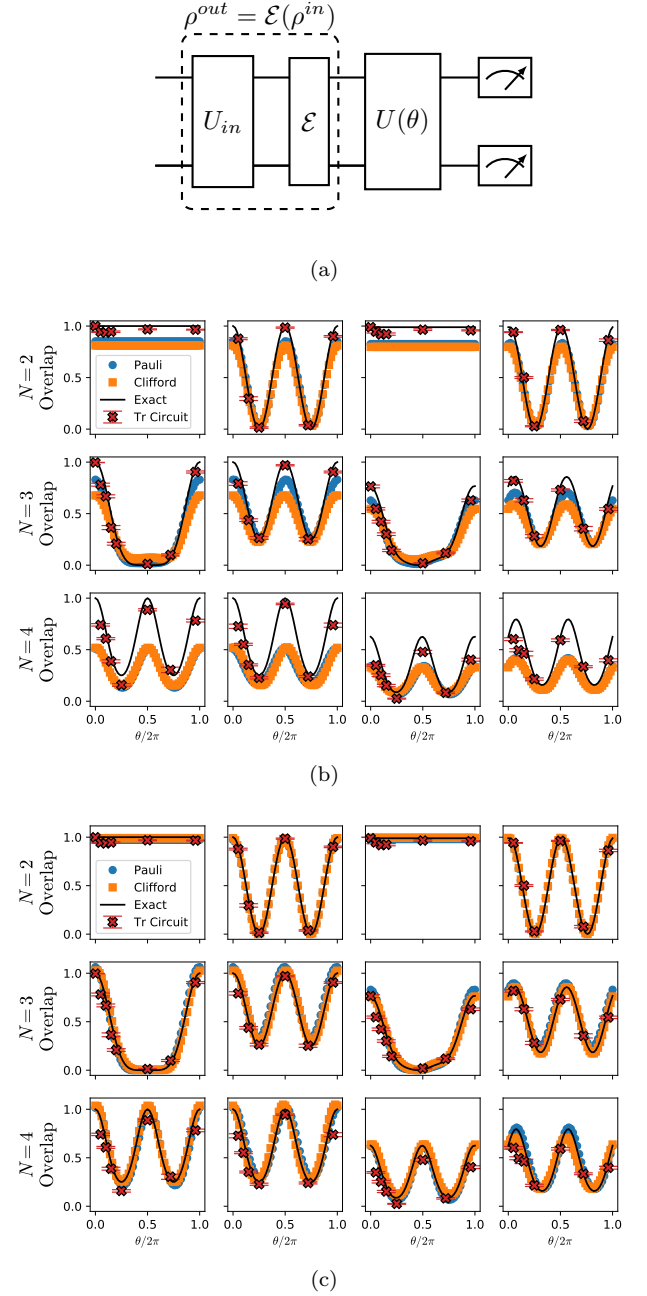 ρ^{out} = ℰ(ρ^{in})
U_{in}
ℰ
U(θ)
(a)
N = 2
Overlap
1.0
0.5
0.0
Pauli
Clifford
Exact
Tr Circuit
N = 3
Overlap
1.0
0.5
0.0
N = 4
Overlap
1.0
0.5
0.0
0.0 0.5 1.0 0.0 0.5 1.0 0.0 0.5 1.0 0.0 0.5 1.0
θ/2π θ/2π θ/2π θ/2π
(b)
N = 2
Overlap
1.0
0.5
0.0
Pauli
Clifford
Exact
Tr Circuit
N = 3
Overlap
1.0
0.5
0.0
N = 4
Overlap
1.0
0.5
0.0
0.0 0.5 1.0 0.0 0.5 1.0 0.0 0.5 1.0 0.0 0.5 1.0
θ/2π θ/2π θ/2π θ/2π
(c)